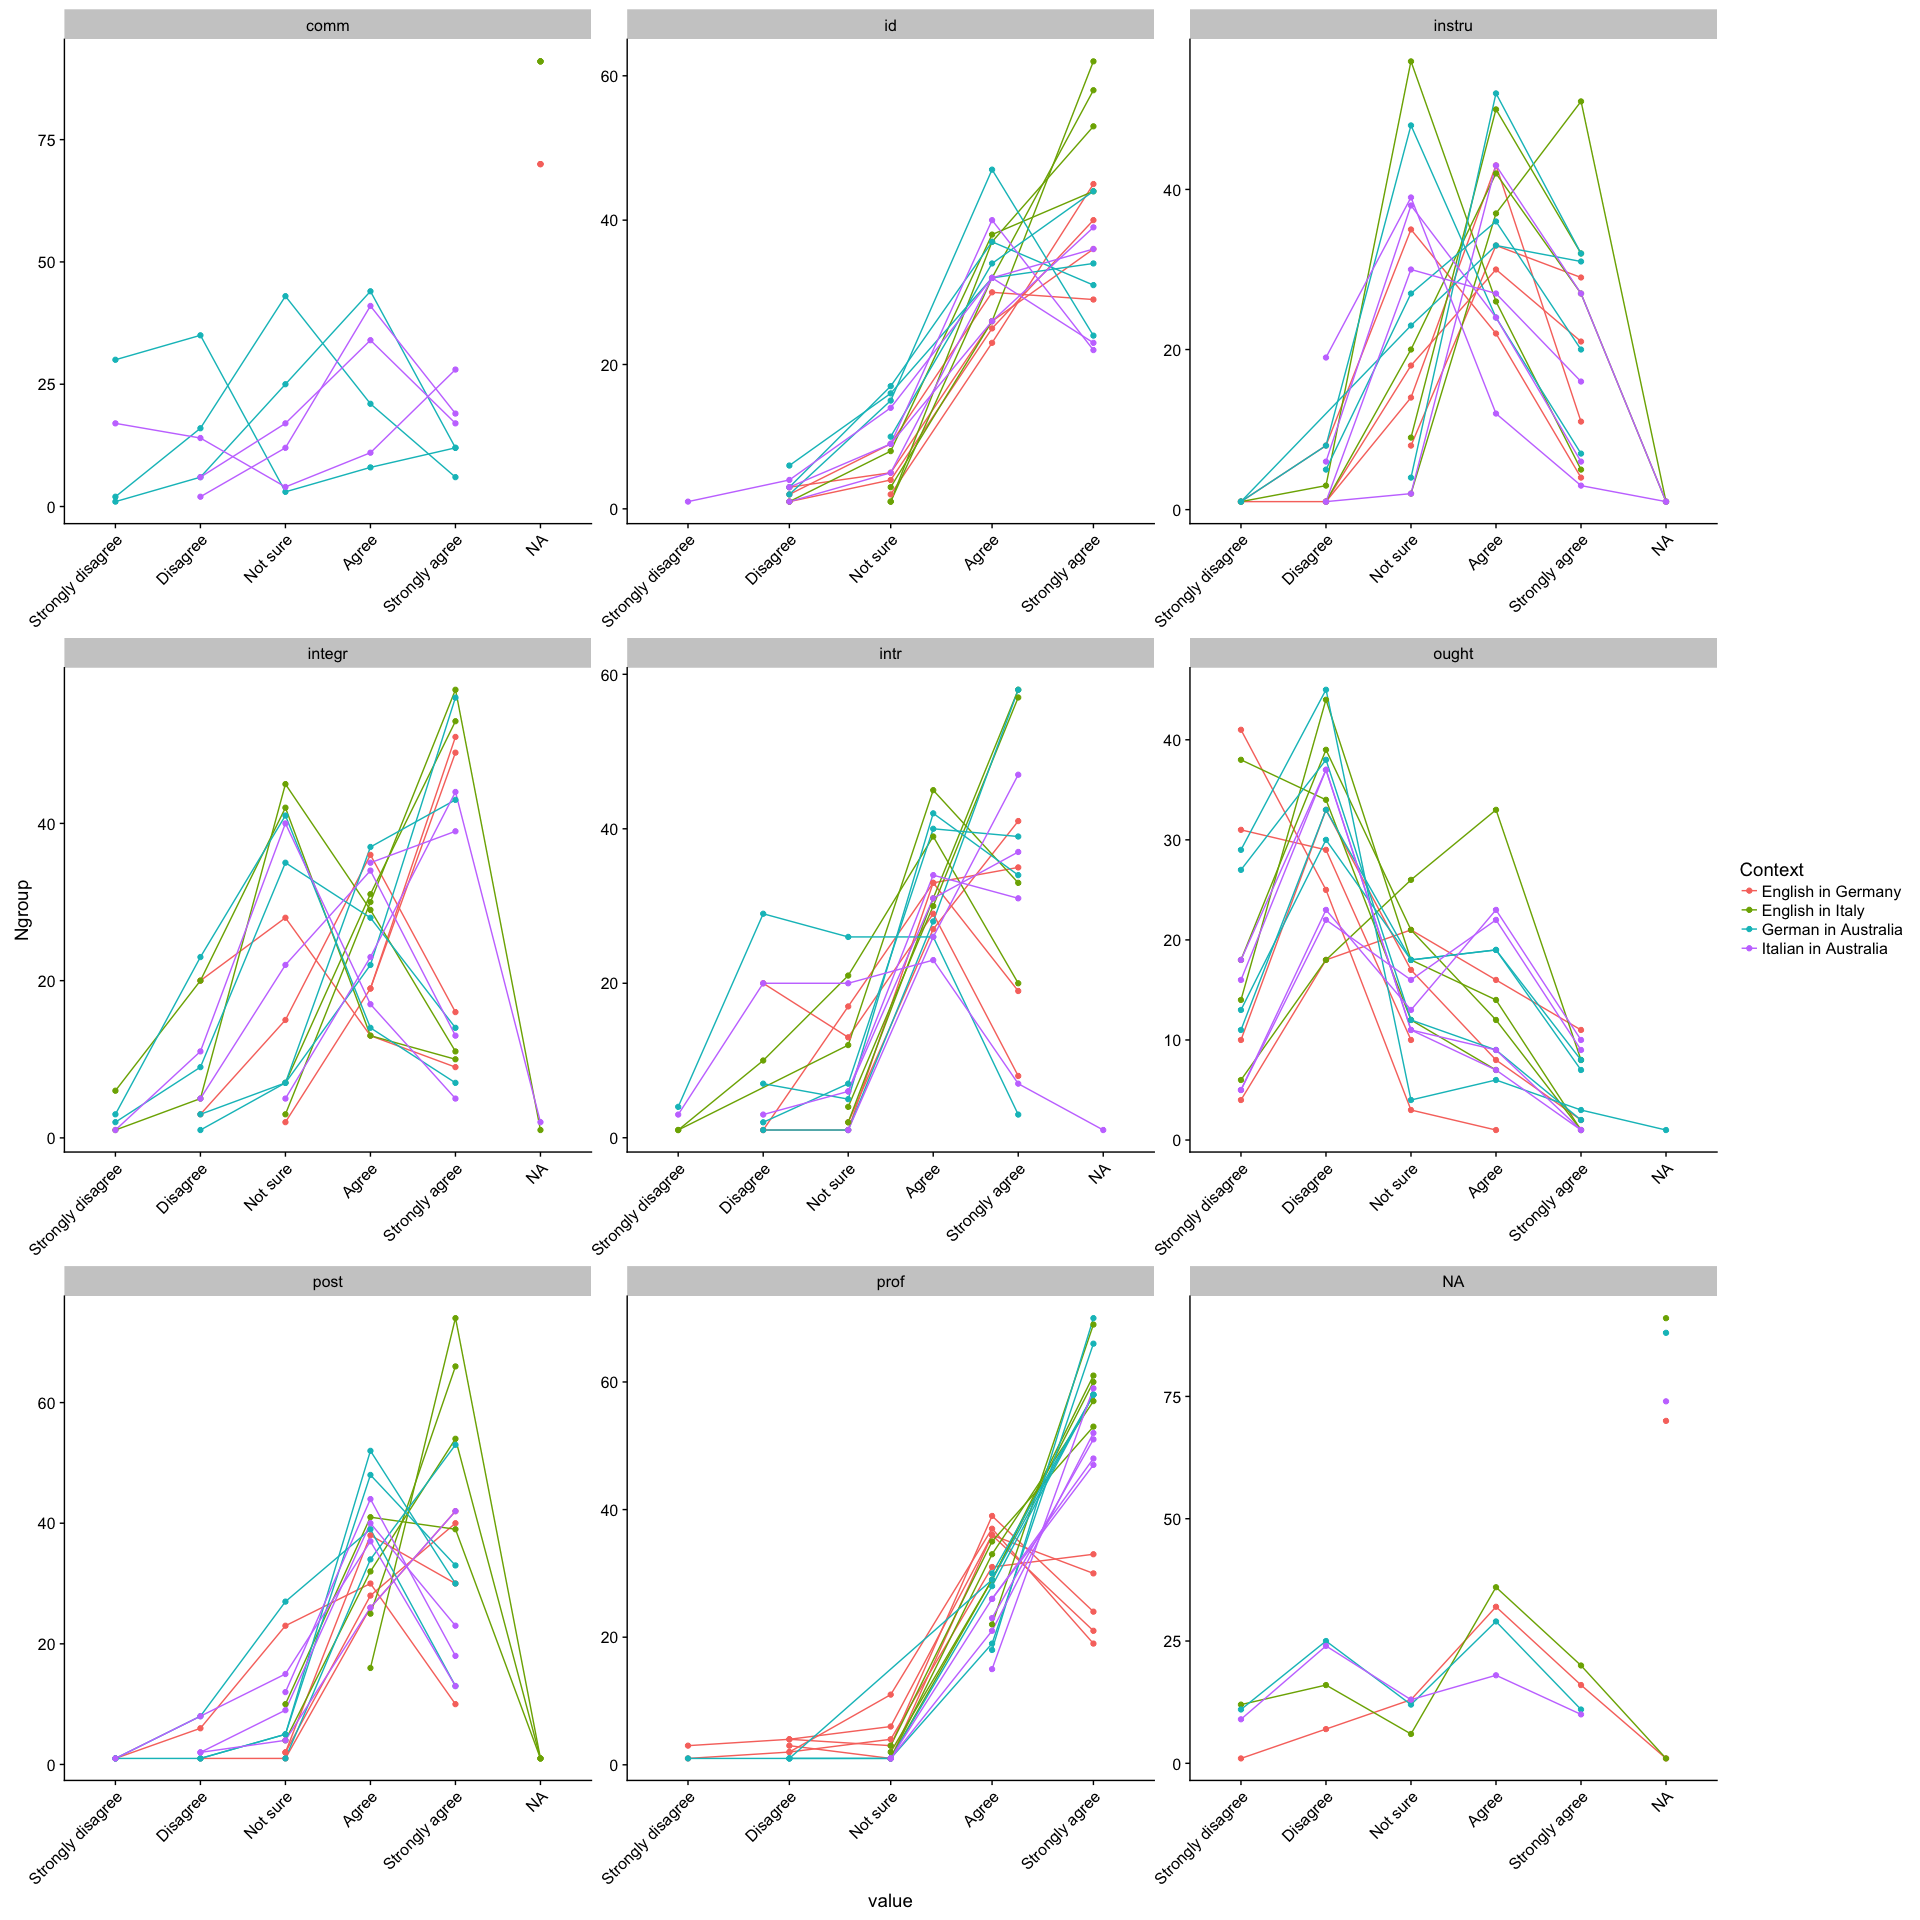 comm
id
instru
75
50
25
0
60
40
20
0
40
20
0
Strongly disagree
Disagree
Not sure
Agree
Strongly agree
NA
Strongly disagree
Disagree
Not sure
Agree
Strongly agree
Strongly disagree
Disagree
Not sure
Agree
Strongly agree
NA
integr
intr
ought
Ngroup
40
20
0
60
40
20
0
40
30
20
10
0
Strongly disagree
Disagree
Not sure
Agree
Strongly agree
NA
Strongly disagree
Disagree
Not sure
Agree
Strongly agree
NA
Strongly disagree
Disagree
Not sure
Agree
Strongly agree
NA
Context
English in Germany
English in Italy
German in Australia
Italian in Australia
post
prof
NA
60
40
20
0
60
40
20
0
75
50
25
0
Strongly disagree
Disagree
Not sure
Agree
Strongly agree
NA
Strongly disagree
Disagree
Not sure
Agree
Strongly agree
Strongly disagree
Disagree
Not sure
Agree
Strongly agree
NA
value